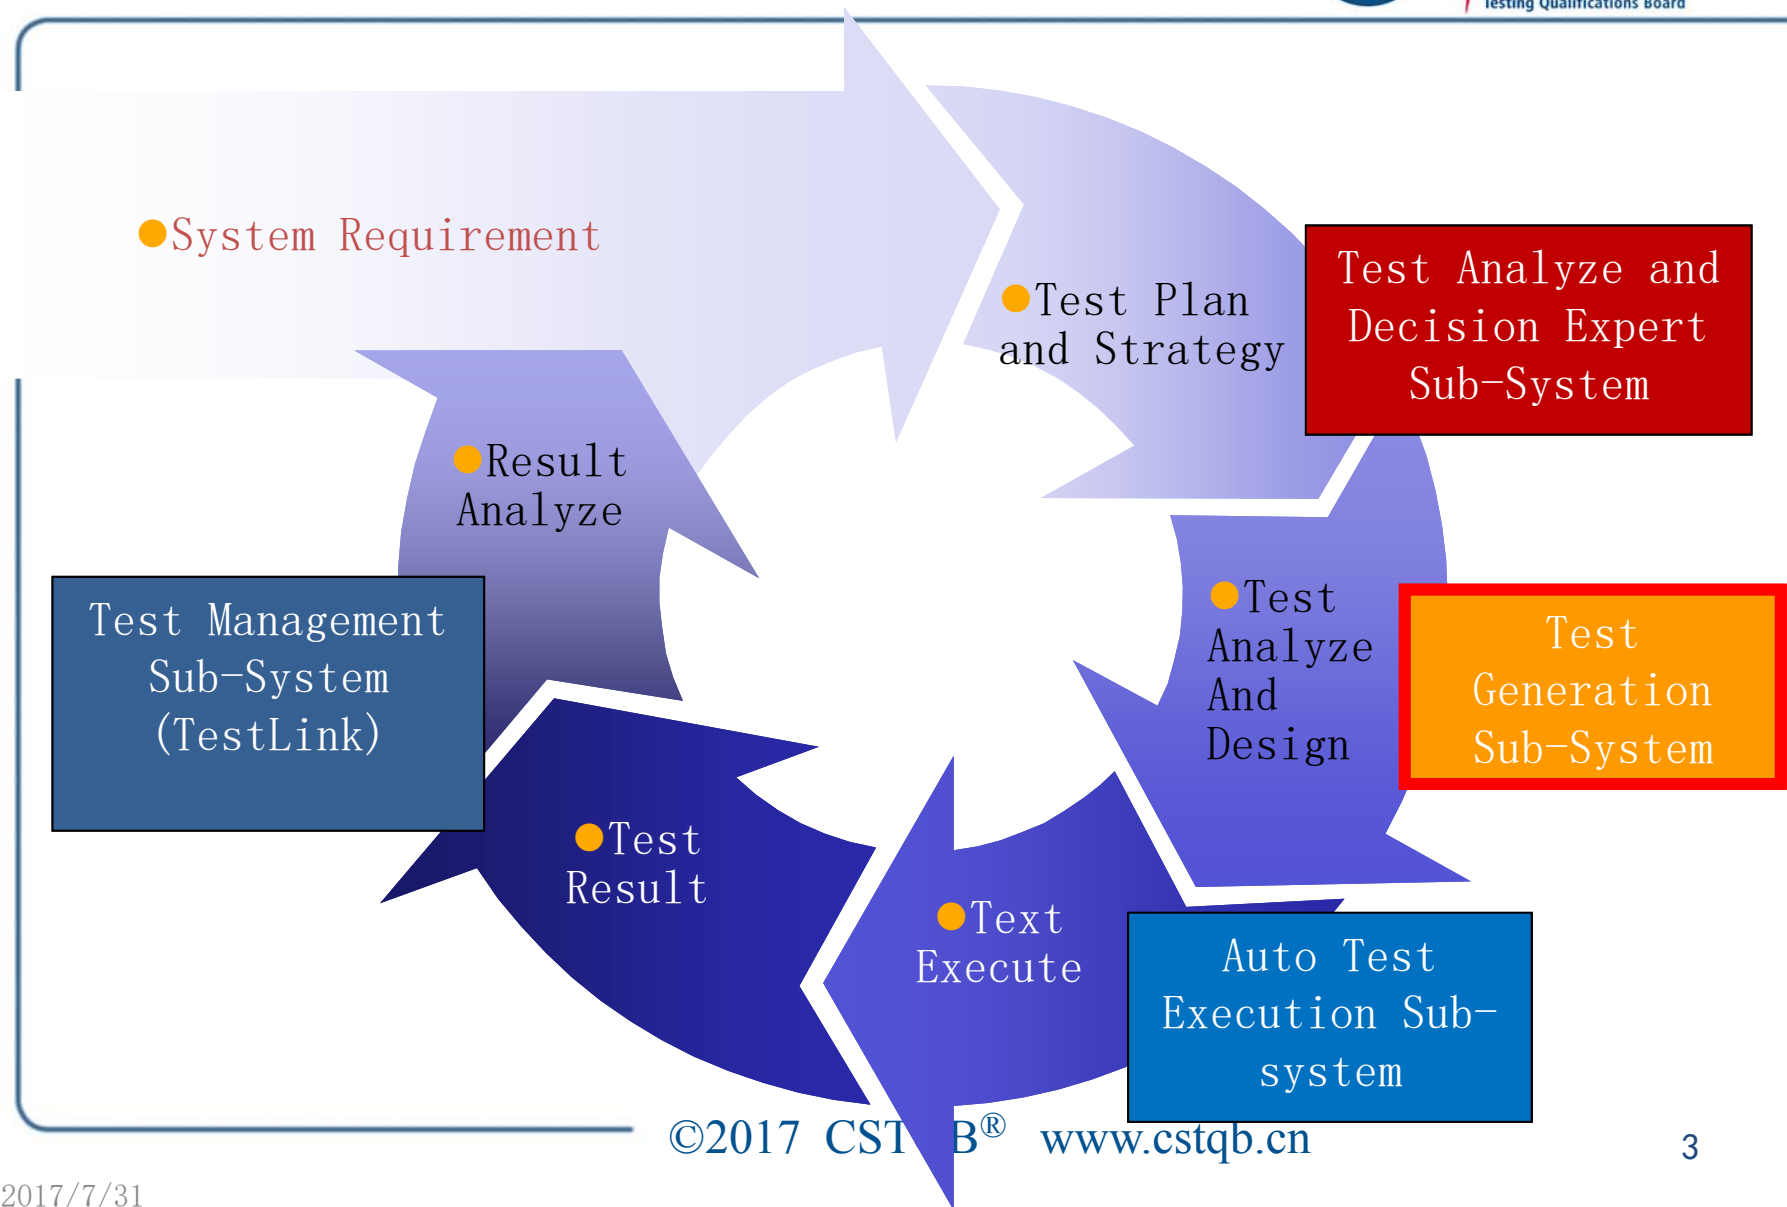 Testing Qualifications Board
●System Requirement
●Test Plan
and Strategy
Test Analyze and
Decision Expert
Sub-System
●Result
Analyze
●Test
Analyze
And
Design
Test
Generation
Sub-System
Test Management
Sub-System
(TestLink)
●Test
Result
●Text
Execute
Auto Test
Execution Sub-
system
©2017 CST B® www.cstqb.cn
3
2017/7/31